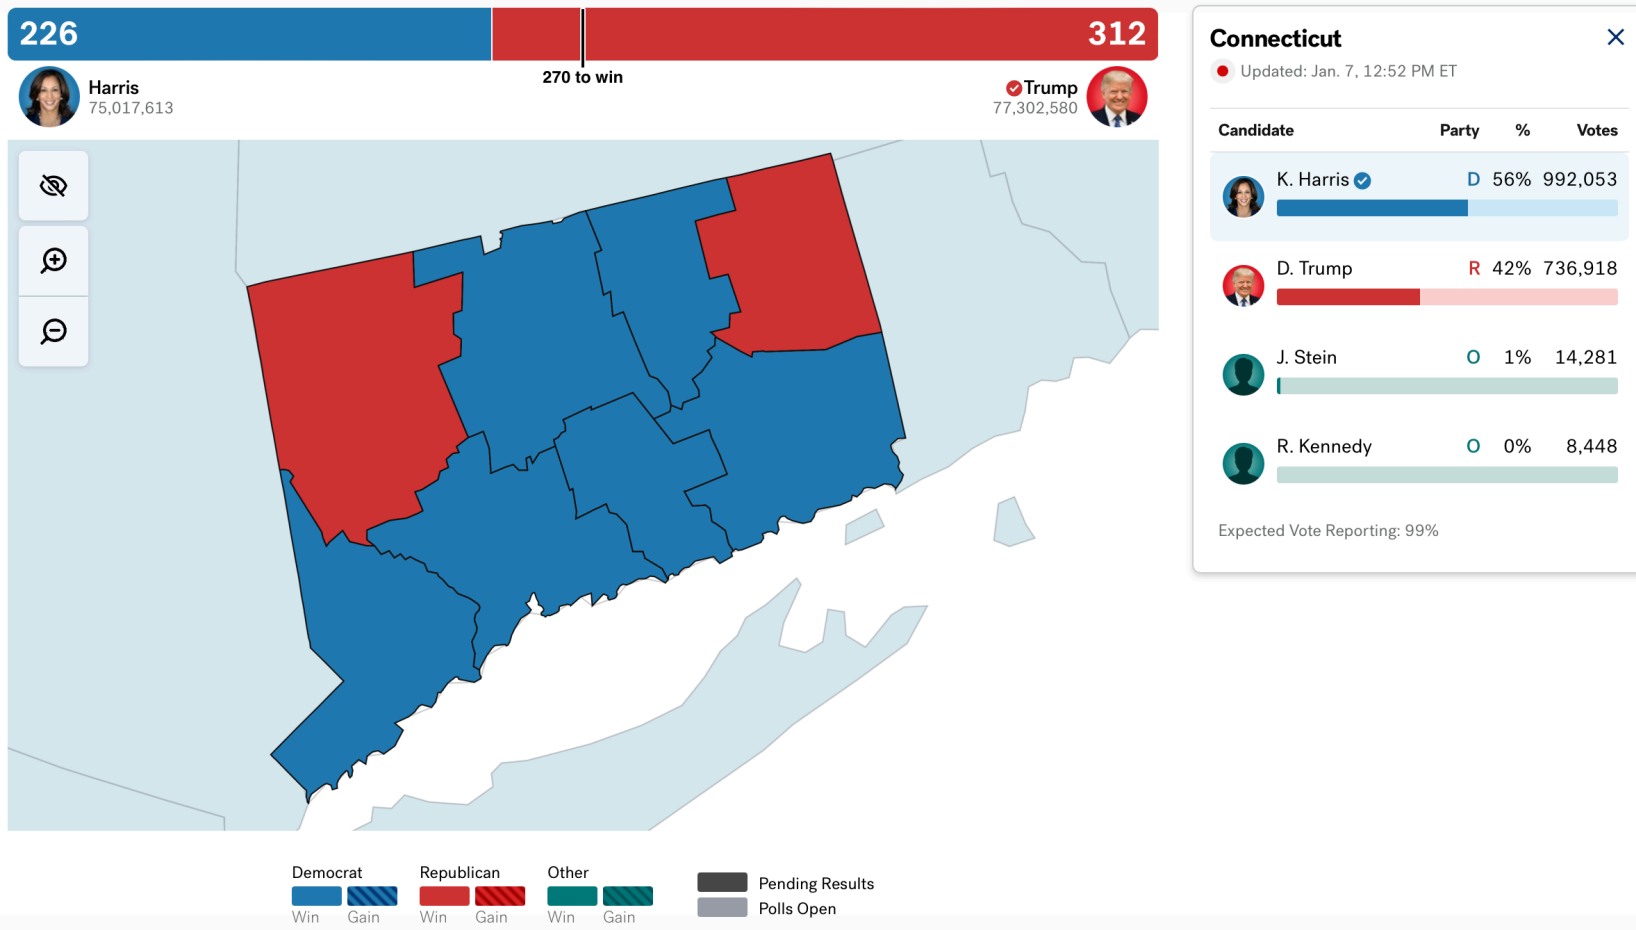 226
312
270 to win
Harris
75,017,613
Trump
77,302,580
Connecticut
Updated: Jan. 7, 12:52 PM ET
Candidate Party % Votes
K. Harris D 56% 992,053
D. Trump R 42% 736,918
J. Stein O 1% 14,281
R. Kennedy O 0% 8,448
Expected Vote Reporting: 99%
Democrat Republican Other
Win Gain Win Gain Win Gain
Pending Results
Polls Open